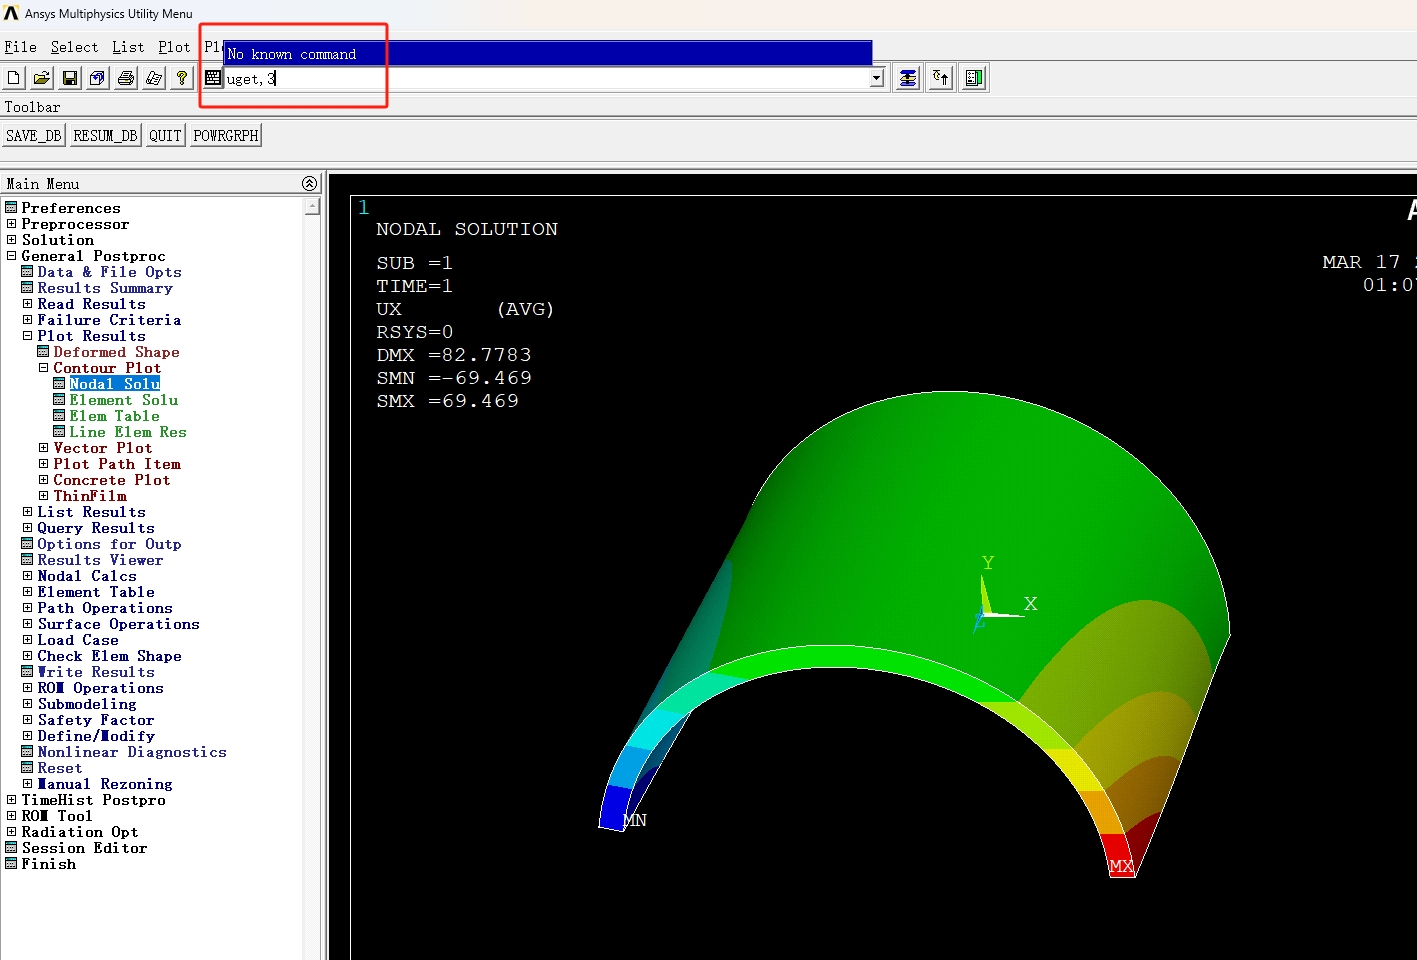 Ansys Multiphysics Utility Menu
File Select List Plot
No known command
uget,3
Toolbar
SAVE_DB RESUM_DB QUIT POWRGRPH
Main Menu
Preferences
Preprocessor
Solution
General Postproc
Data & File Opts
Results Summary
Read Results
Failure Criteria
Plot Results
Deformed Shape
Contour Plot
Nodal Solu
Element Solu
Elem Table
Line Elem Res
Vector Plot
Plot Path Item
Concrete Plot
ThinFilm
List Results
Query Results
Options for Outp
Results Viewer
Nodal Calcs
Element Table
Path Operations
Surface Operations
Load Case
Check Elem Shape
Write Results
ROM Operations
Submodeling
Safety Factor
Define/Modify
Nonlinear Diagnostics
Reset
Manual Rezoning
TimeHist Postpro
ROM Tool
Radiation Opt
Session Editor
Finish
1
NODAL SOLUTION
SUB =1
TIME=1
UX (AVG)
RSYS=0
DMX =82.7783
SMN =-69.469
SMX =69.469
MAR 17
Y
X
Z
MN
MX